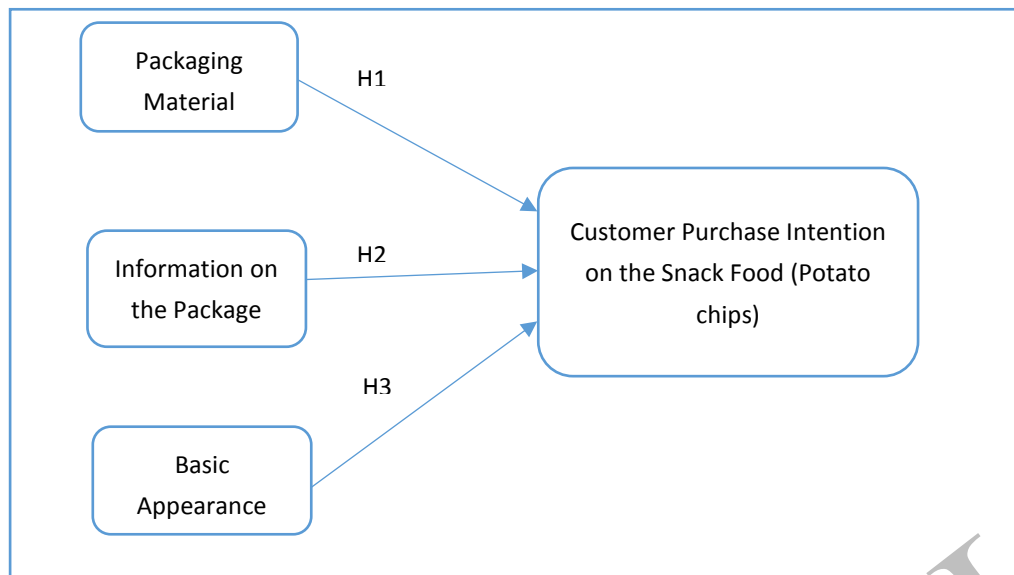 Packaging
Material
H1
Customer Purchase Intention
on the Snack Food (Potato
chips)
Information on
the Package
H2
H3
Basic
Appearance